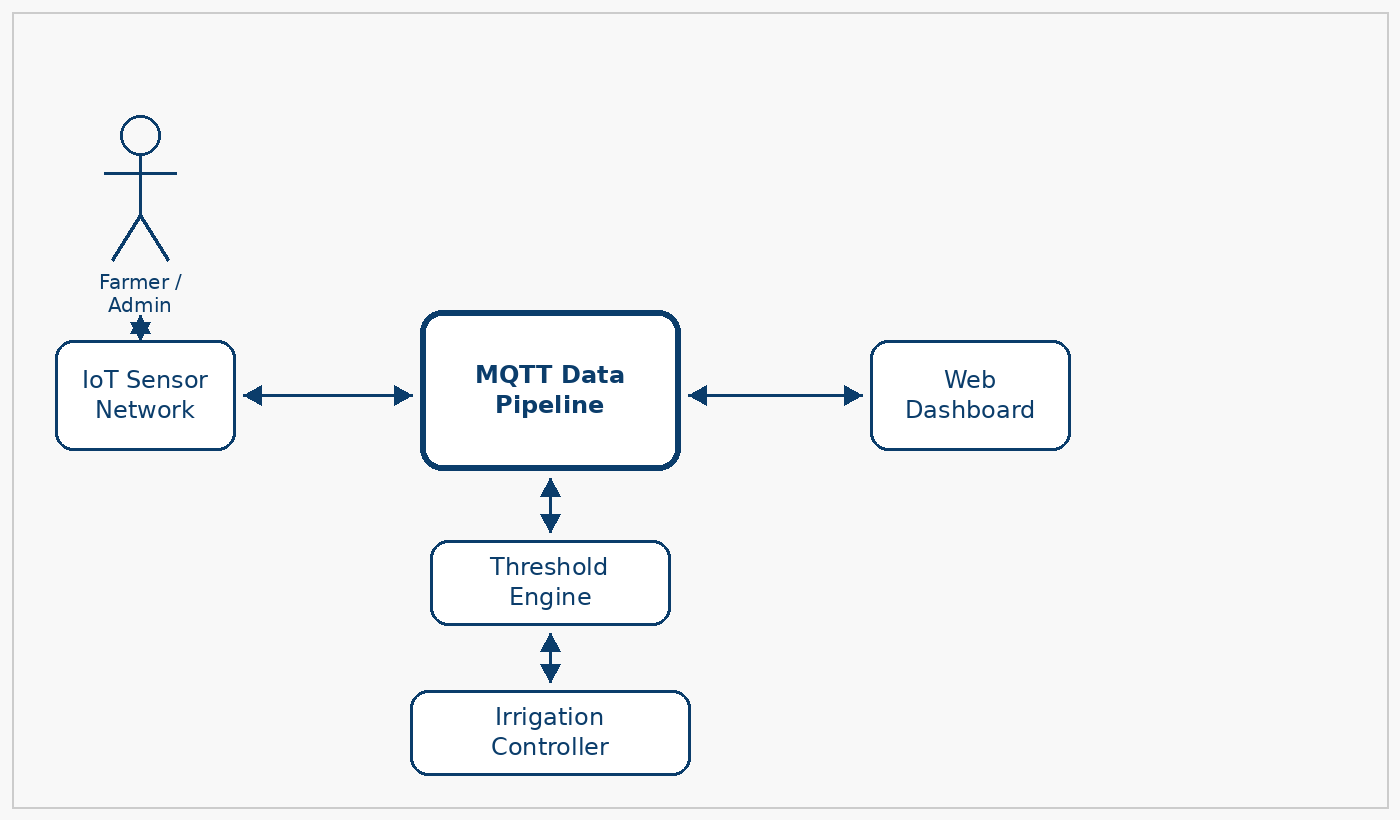 Farmer /
Admin
IoT Sensor
Network
MQTT Data
Pipeline
Web
Dashboard
Threshold
Engine
Irrigation
Controller